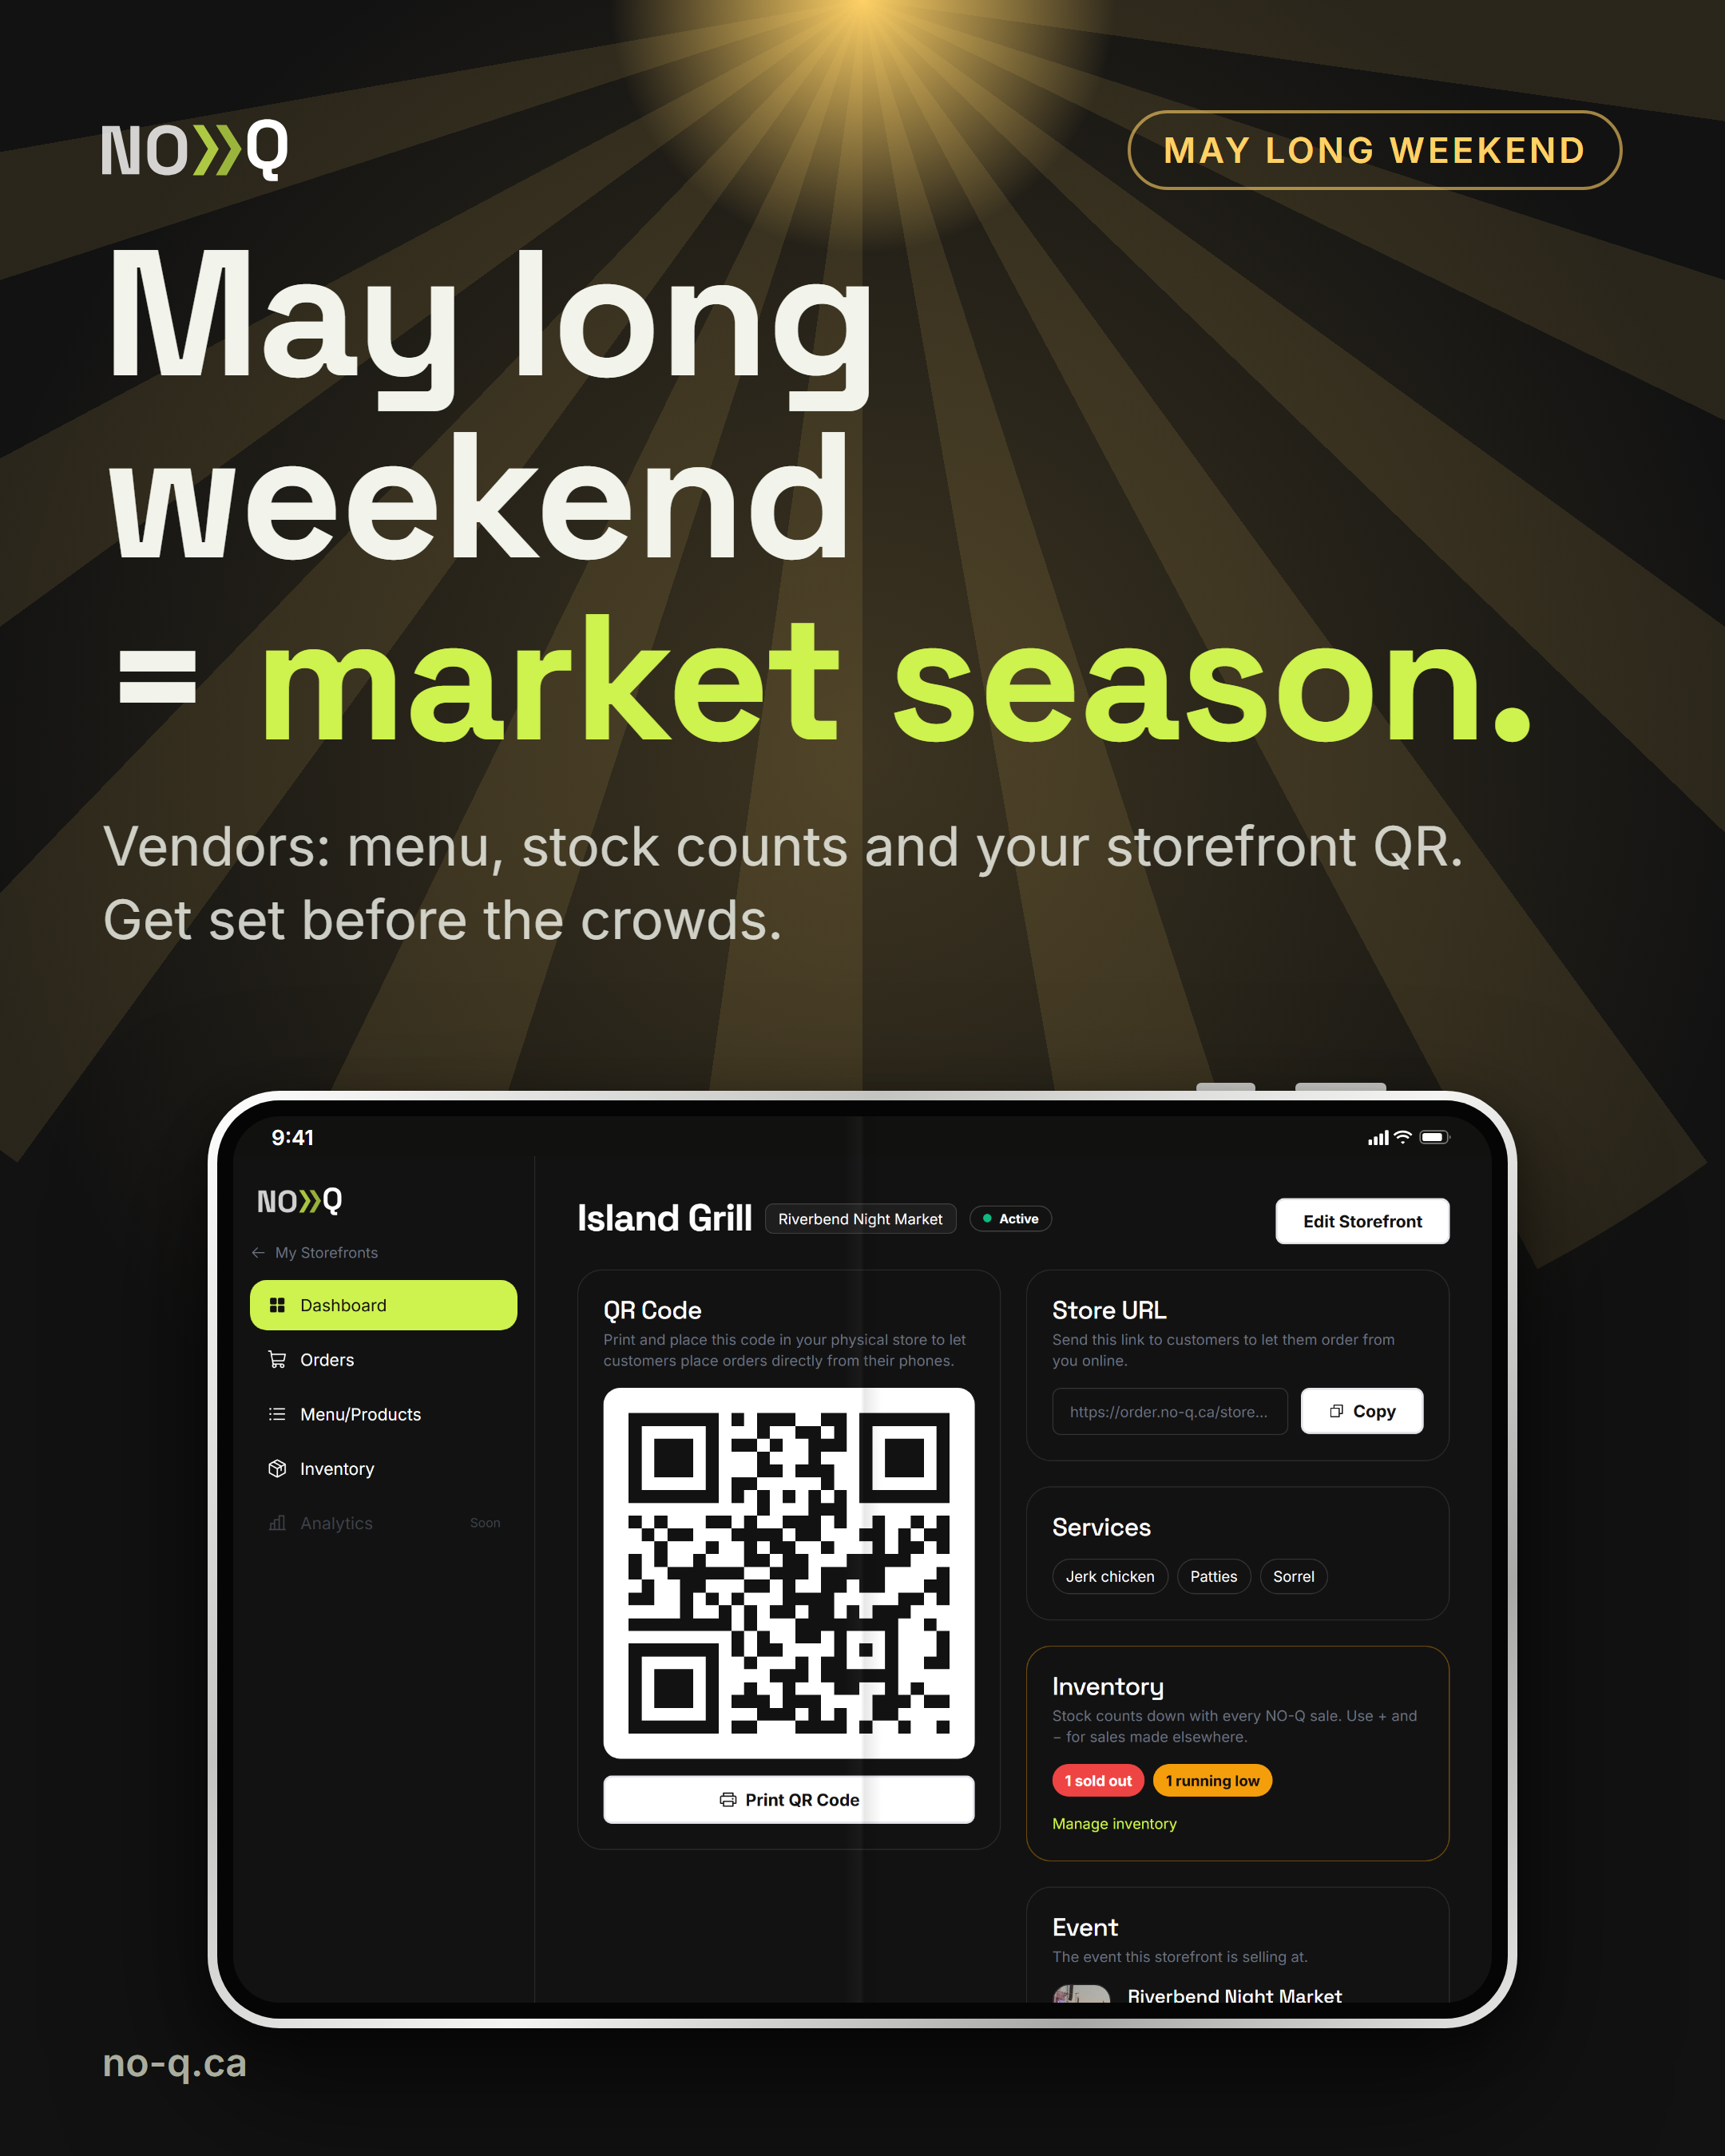 NO»Q
MAY LONG WEEKEND
May long
weekend
= market season.
Vendors: menu, stock counts and your storefront QR.
Get set before the crowds.
9:41
NO»Q
← My Storefronts
Dashboard
Orders
Menu/Products
Inventory
Analytics Soon
Island Grill Riverbend Night Market Active
Edit Storefront
QR Code
Print and place this code in your physical store to let
customers place orders directly from their phones.
Print QR Code
Store URL
Send this link to customers to let them order from
you online.
https://order.no-q.ca/store...
Copy
Services
Jerk chicken Patties Sorrel
Inventory
Stock counts down with every NO-Q sale. Use + and
− for sales made elsewhere.
1 sold out 1 running low
Manage inventory
Event
The event this storefront is selling at.
Riverbend Night Market
no-q.ca